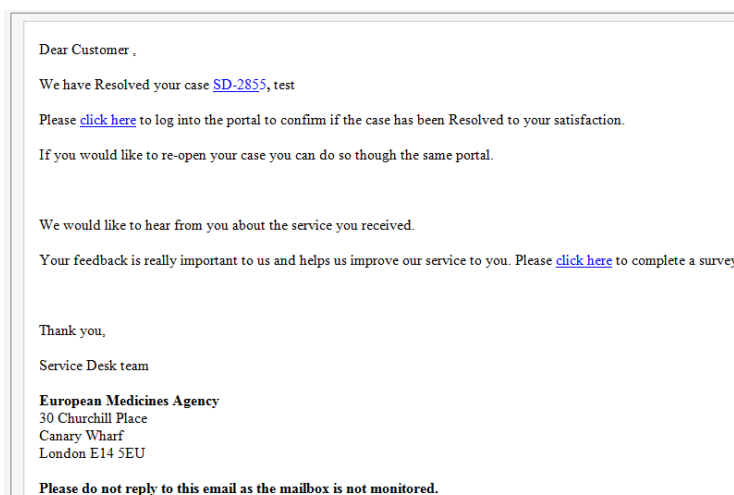 Dear Customer ,
We have Resolved your case SD-2855, test
Please click here to log into the portal to confirm if the case has been Resolved to your satisfaction.
If you would like to re-open your case you can do so though the same portal.
We would like to hear from you about the service you received.
Your feedback is really important to us and helps us improve our service to you. Please click here to complete a survey
Thank you,
Service Desk team
European Medicines Agency
30 Churchill Place
Canary Wharf
London E14 5EU
Please do not reply to this email as the mailbox is not monitored.